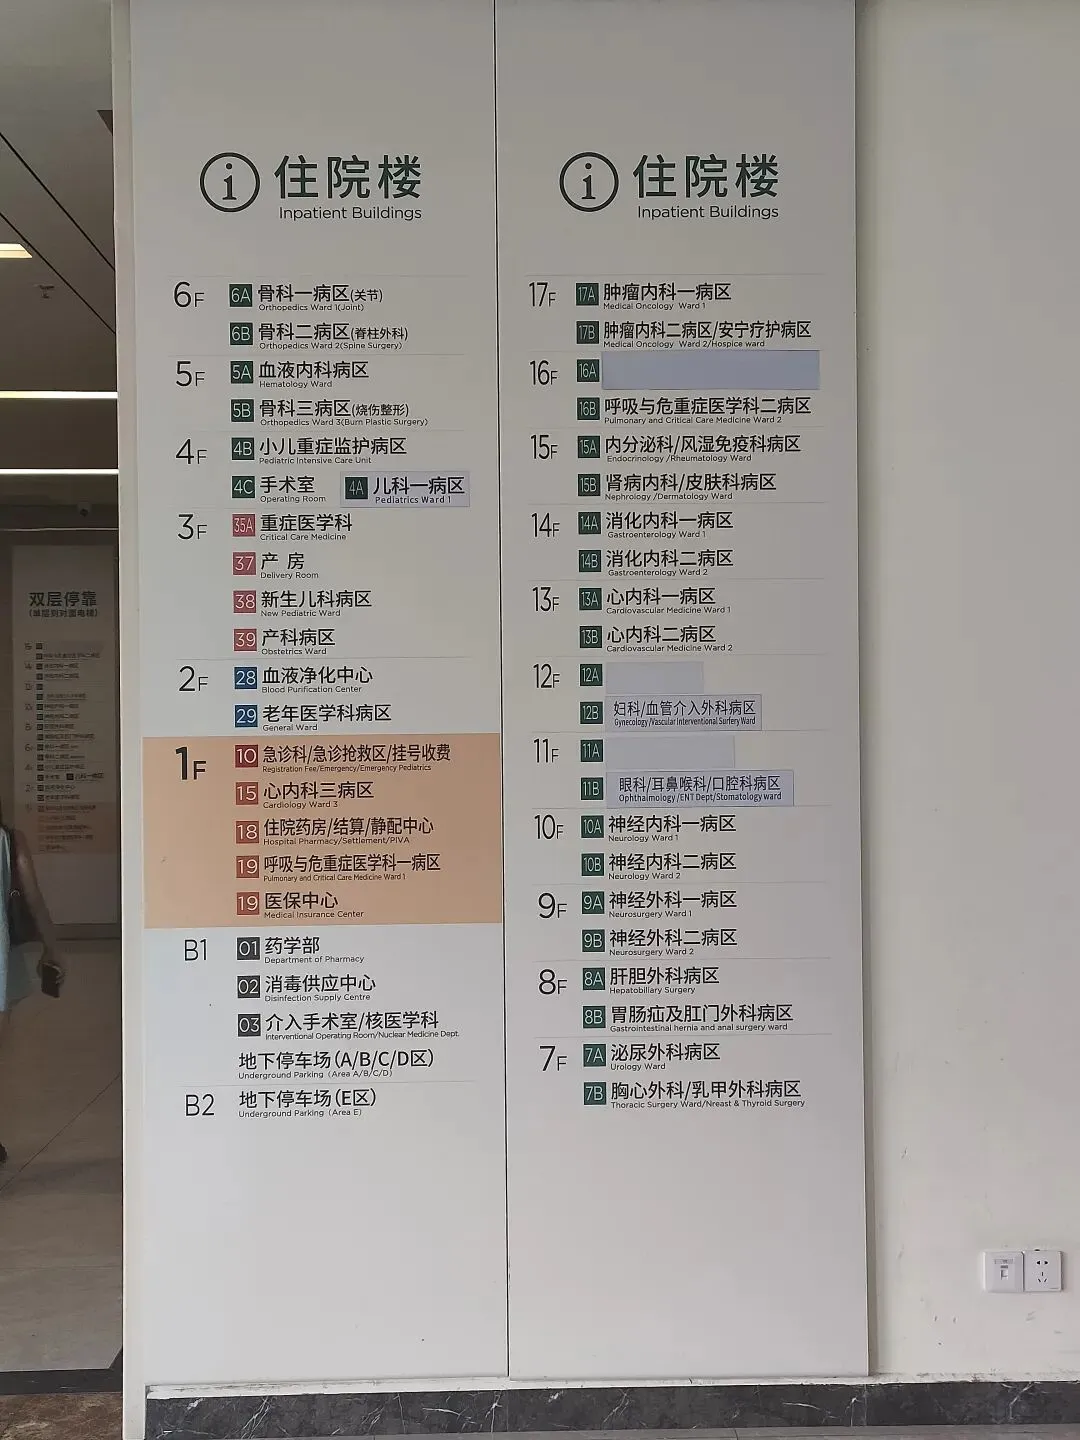 住院楼
Inpatient Buildings
6F 6A 骨科一病区(关节)
Orthopedics Ward 1(Joint)
6B 骨科二病区(脊柱外科)
Orthopedics Ward 2(Spine Surgery)
5F 5A 血液内科病区
Hematology Ward
5B 骨科三病区(烧伤整形)
Orthopedics Ward 3(Burn Plastic Surgery)
4F 4B 小儿重症监护病区
Pediatric Intensive Care Unit
4C 手术室 4A 儿科一病区
Operating Room Pediatrics Ward 1
3F 35A 重症医学科
Critical Care Medicine
37 产 房
Delivery Room
38 新生儿科病区
New Pediatric Ward
39 产科病区
Obstetrics Ward
2F 28 血液净化中心
Blood Purification Center
29 老年医学科病区
General Ward
1F 10 急诊科/急诊抢救区/挂号收费
Registration Fee/Emergency/Emergency Pediatrics
15 心内科三病区
Cardiology Ward 3
18 住院药房/结算/静配中心
Hospital Pharmacy/Settlement/PIVA
19 呼吸与危重症医学科一病区
Pulmonary and Critical Care Medicine Ward 1
19 医保中心
Medical Insurance Center
B1 01 药学部
Department of Pharmacy
02 消毒供应中心
Disinfection Supply Centre
03 介入手术室/核医学科
Interventional Operating Room/Nuclear Medicine Dept.
地下停车场(A/B/C/D区)
Underground Parking (Area A/B/C/D)
B2 地下停车场(E区)
Underground Parking (Area E)
住院楼
Inpatient Buildings
17F 17A 肿瘤内科一病区
Medical Oncology Ward 1
17B 肿瘤内科二病区/安宁疗护病区
Medical Oncology Ward 2/Hospice ward
16F 16A
16B 呼吸与危重症医学科二病区
Pulmonary and Critical Care Medicine Ward 2
15F 15A 内分泌科/风湿免疫科病区
Endocrinology /Rheumatology Ward
15B 肾病内科/皮肤科病区
Nephrology /Dermatology Ward
14F 14A 消化内科一病区
Gastroenterology Ward 1
14B 消化内科二病区
Gastroenterology Ward 2
13F 13A 心内科一病区
Cardiovascular Medicine Ward 1
13B 心内科二病区
Cardiovascular Medicine Ward 2
12F 12A
12B 妇科/血管介入外科病区
Gynecology /Vascular Interventional Surfery Ward
11F 11A
11B 眼科/耳鼻喉科/口腔科病区
Ophthalmology/ENT Dept/Stomatology ward
10F 10A 神经内科一病区
Neurology Ward 1
10B 神经内科二病区
Neurology Ward 2
9F 9A 神经外科一病区
Neurosurgery Ward 1
9B 神经外科二病区
Neurosurgery Ward 2
8F 8A 肝胆外科病区
Hepatobiliary Surgery
8B 胃肠疝及肛门外科病区
Gastrointestinal hernia and anal surgery ward
7F 7A 泌尿外科病区
Urology Ward
7B 胸心外科/乳甲外科病区
Thoracic Surgery Ward/Nreast & Thyroid Surgery
双层停靠
(单层到对面电梯)